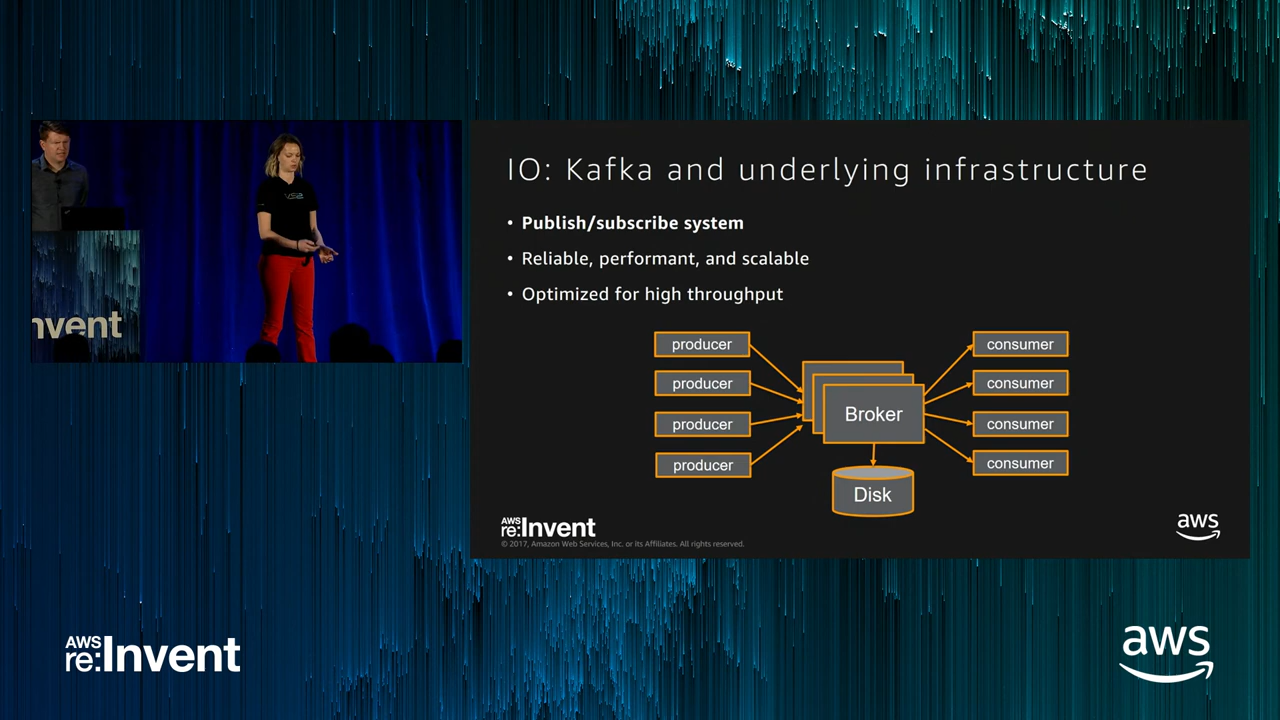 IO: Kafka and underlying infrastructure
• Publish/subscribe system
• Reliable, performant, and scalable
• Optimized for high throughput
producer
producer
producer
producer
Broker
Disk
consumer
consumer
consumer
consumer
AWS
re:Invent
© 2017, Amazon Web Services, Inc. or its Affiliates. All rights reserved.
aws
nvent
AWS
re:Invent
aws